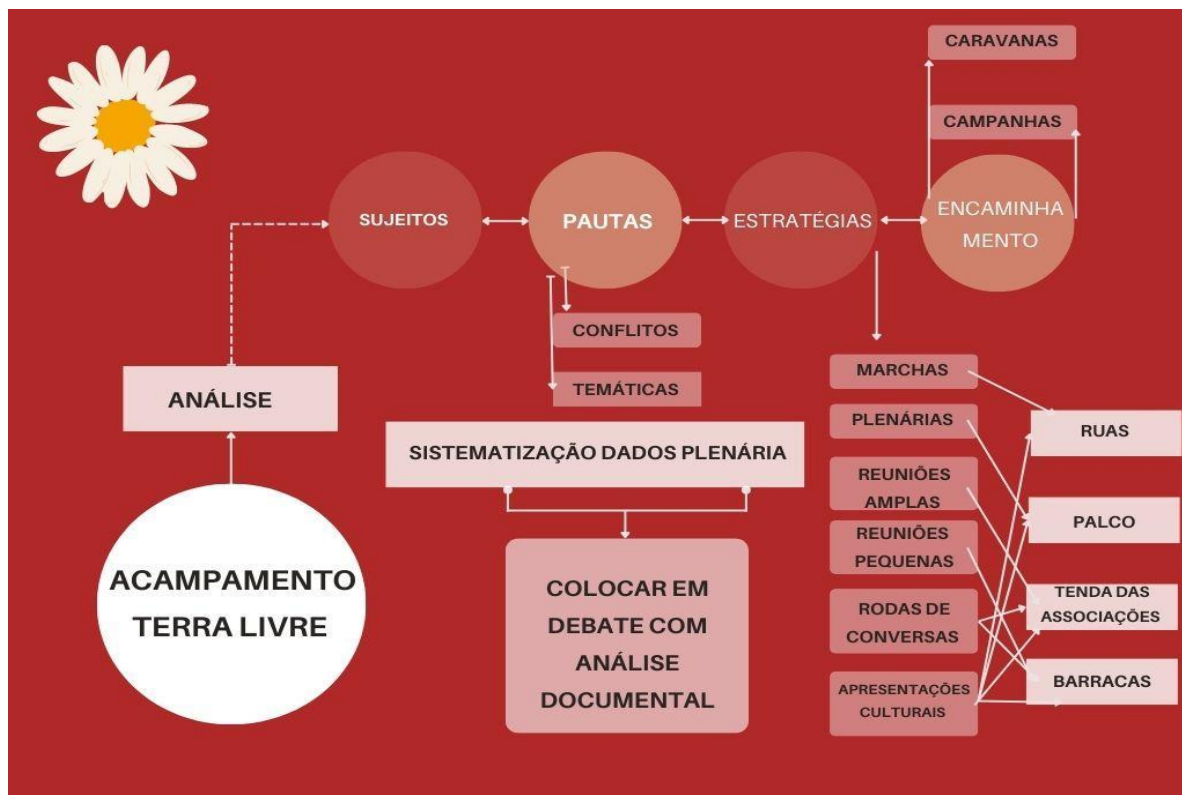 CARAVANAS
CAMPANHAS
SUJEITOS
PAUTAS
ESTRATÉGIAS
ENCAMINHA
MENTO
CONFLITOS
TEMÁTICAS
ANÁLISE
ACAMPAMENTO
TERRA LIVRE
SISTEMATIZAÇÃO DADOS PLENÁRIA
COLOCAR EM
DEBATE COM
ANÁLISE
DOCUMENTAL
MARCHAS
PLENÁRIAS
REUNIÕES
AMPLAS
REUNIÕES
PEQUENAS
RODAS DE
CONVERSAS
APRESENTAÇÕES
CULTURAIS
RUAS
PALCO
TENDA DAS
ASSOCIAÇÕES
BARRACAS